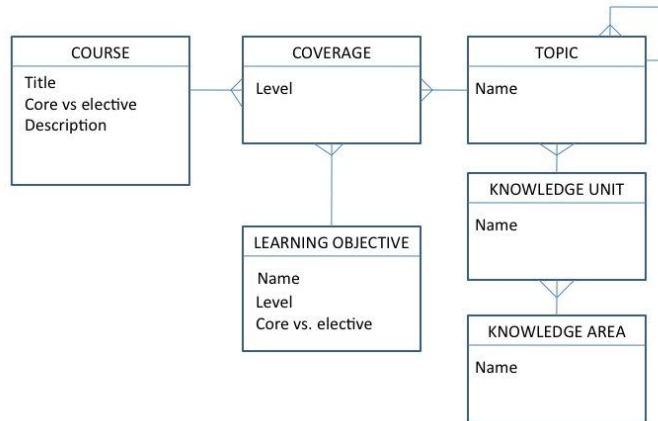 COURSE
Title
Core vs elective
Description
COVERAGE
Level
TOPIC
Name
KNOWLEDGE UNIT
Name
LEARNING OBJECTIVE
Name
Level
Core vs. elective
KNOWLEDGE AREA
Name